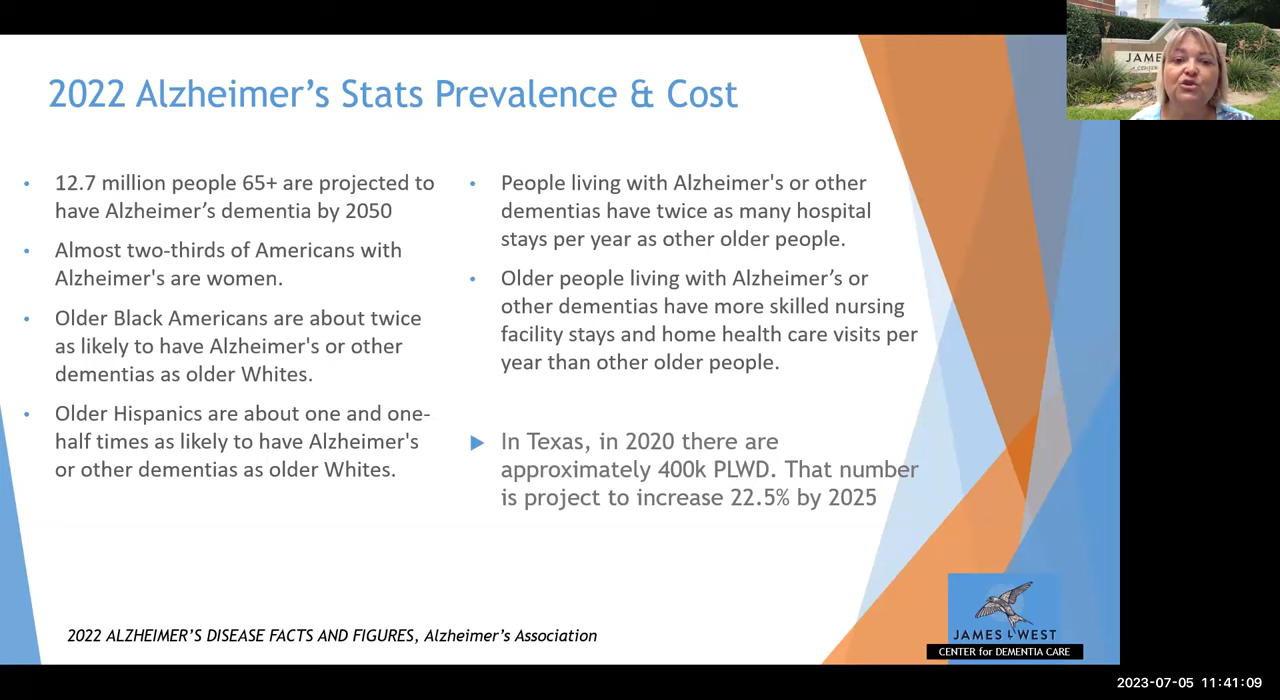 2022 Alzheimer’s Stats Prevalence & Cost
• 12.7 million people 65+ are projected to
have Alzheimer’s dementia by 2050
• Almost two-thirds of Americans with
Alzheimer's are women.
• Older Black Americans are about twice
as likely to have Alzheimer's or other
dementias as older Whites.
• Older Hispanics are about one and one-
half times as likely to have Alzheimer's
or other dementias as older Whites.
• People living with Alzheimer's or other
dementias have twice as many hospital
stays per year as other older people.
• Older people living with Alzheimer’s or
other dementias have more skilled nursing
facility stays and home health care visits per
year than other older people.
In Texas, in 2020 there are
approximately 400k PLWD. That number
is project to increase 22.5% by 2025
2022 ALZHEIMER’S DISEASE FACTS AND FIGURES, Alzheimer’s Association
JAMES L WEST
CENTER for DEMENTIA CARE
JAME
2023-07-05 11:41:09